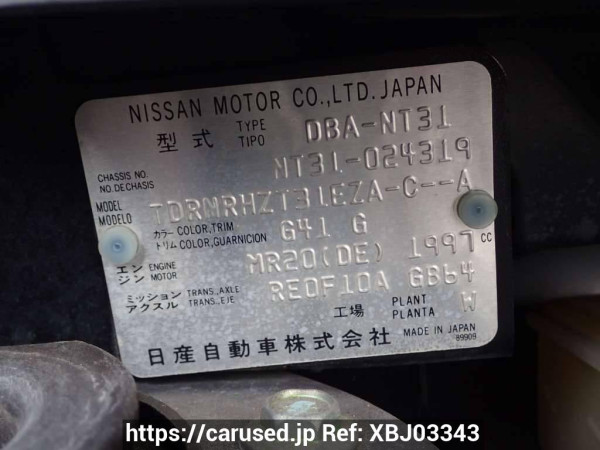 NISSAN MOTOR CO., LTD. JAPAN
型式 TYPE TIPO DBA-NT31
CHASSIS NO. NO. DECHASIS NT31-024319
MODEL MODELO TDRNRHZT31EZA-C--A
カラー COLOR, TRIM トリム COLOR, GUARNICION G41 G
エンジン ENGINE MOTOR MR20(DE) 1997 cc
ミッション TRANS., AXLE アクスル TRANS., EJE RE0F10A GB64
工場 PLANT PLANTA W
日産自動車株式会社 MADE IN JAPAN
89909
https://carused.jp Ref: XBJ03343